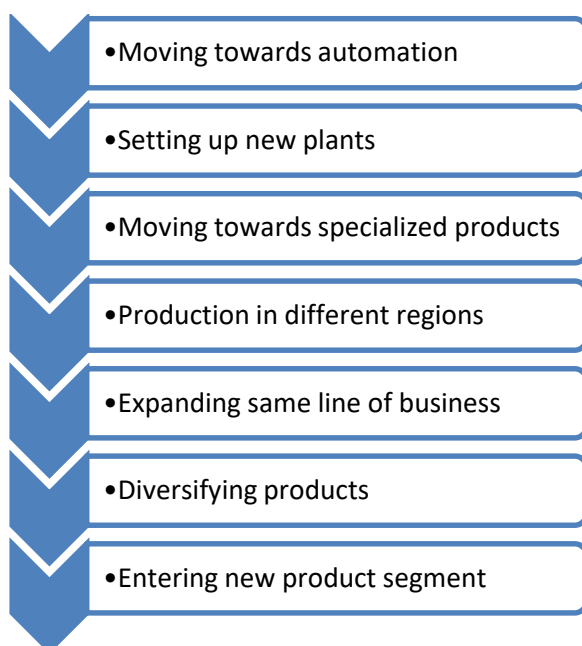 •Moving towards automation
•Setting up new plants
•Moving towards specialized products
•Production in different regions
•Expanding same line of business
•Diversifying products
•Entering new product segment